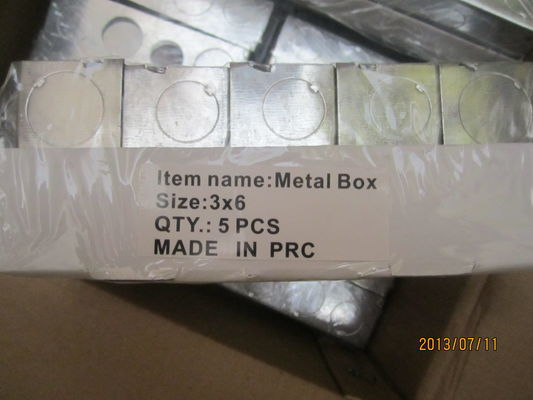 Item name:Metal Box
Size:3x6
QTY.: 5 PCS
MADE IN PRC
2013/07/11